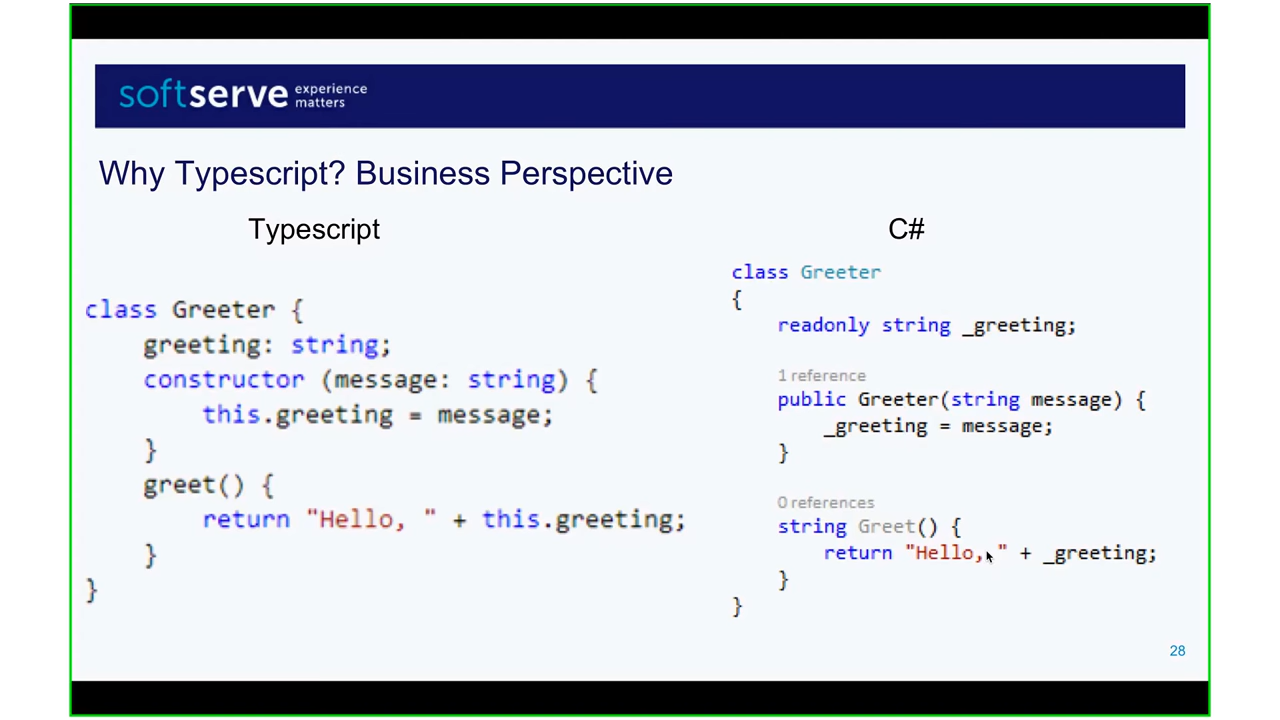 softserve experience matters
Why Typescript? Business Perspective
Typescript
class Greeter {
greeting: string;
constructor (message: string) {
this.greeting = message;
}
greet() {
return "Hello, " + this.greeting;
}
}
C#
class Greeter
{
readonly string _greeting;
1 reference
public Greeter(string message) {
_greeting = message;
}
0 references
string Greet() {
return "Hello, " + _greeting;
}
}
28